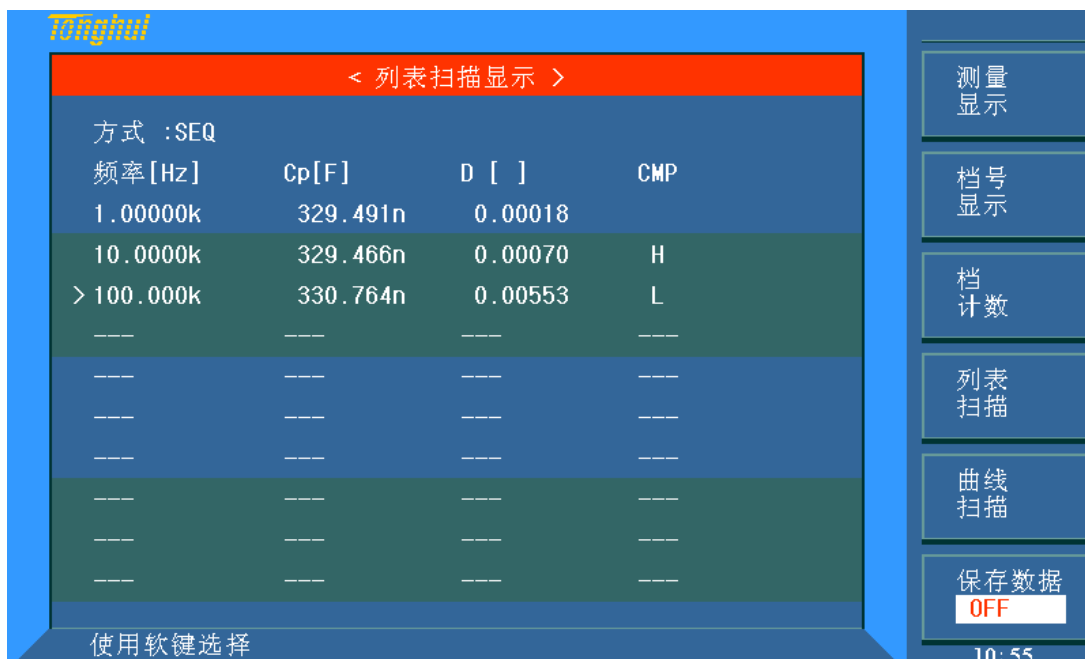 Tonghui
< 列表扫描显示 >
方式 :SEQ
频率[Hz] Cp[F] D [ ] CMP
1.00000k 329.491n 0.00018
10.0000k 329.466n 0.00070 H
> 100.000k 330.764n 0.00553 L
--- --- --- ---
--- --- --- ---
--- --- --- ---
--- --- --- ---
--- --- --- ---
--- --- --- ---
--- --- --- ---
使用软键选择
测量
显示
档号
显示
档
计数
列表
扫描
曲线
扫描
保存数据
OFF
10:55